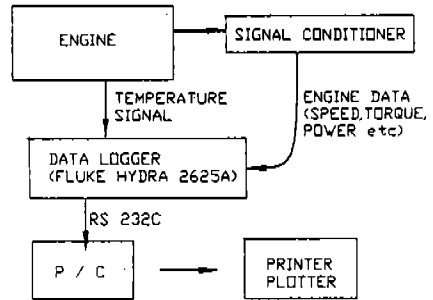 ENGINE
SIGNAL CONDITIONER
TEMPERATURE
SIGNAL
ENGINE DATA
(SPEED,TORQUE,
POWER etc)
DATA LOGGER
(FLUKE HYDRA 2625A)
RS 232C
P / C
PRINTER
PLOTTER